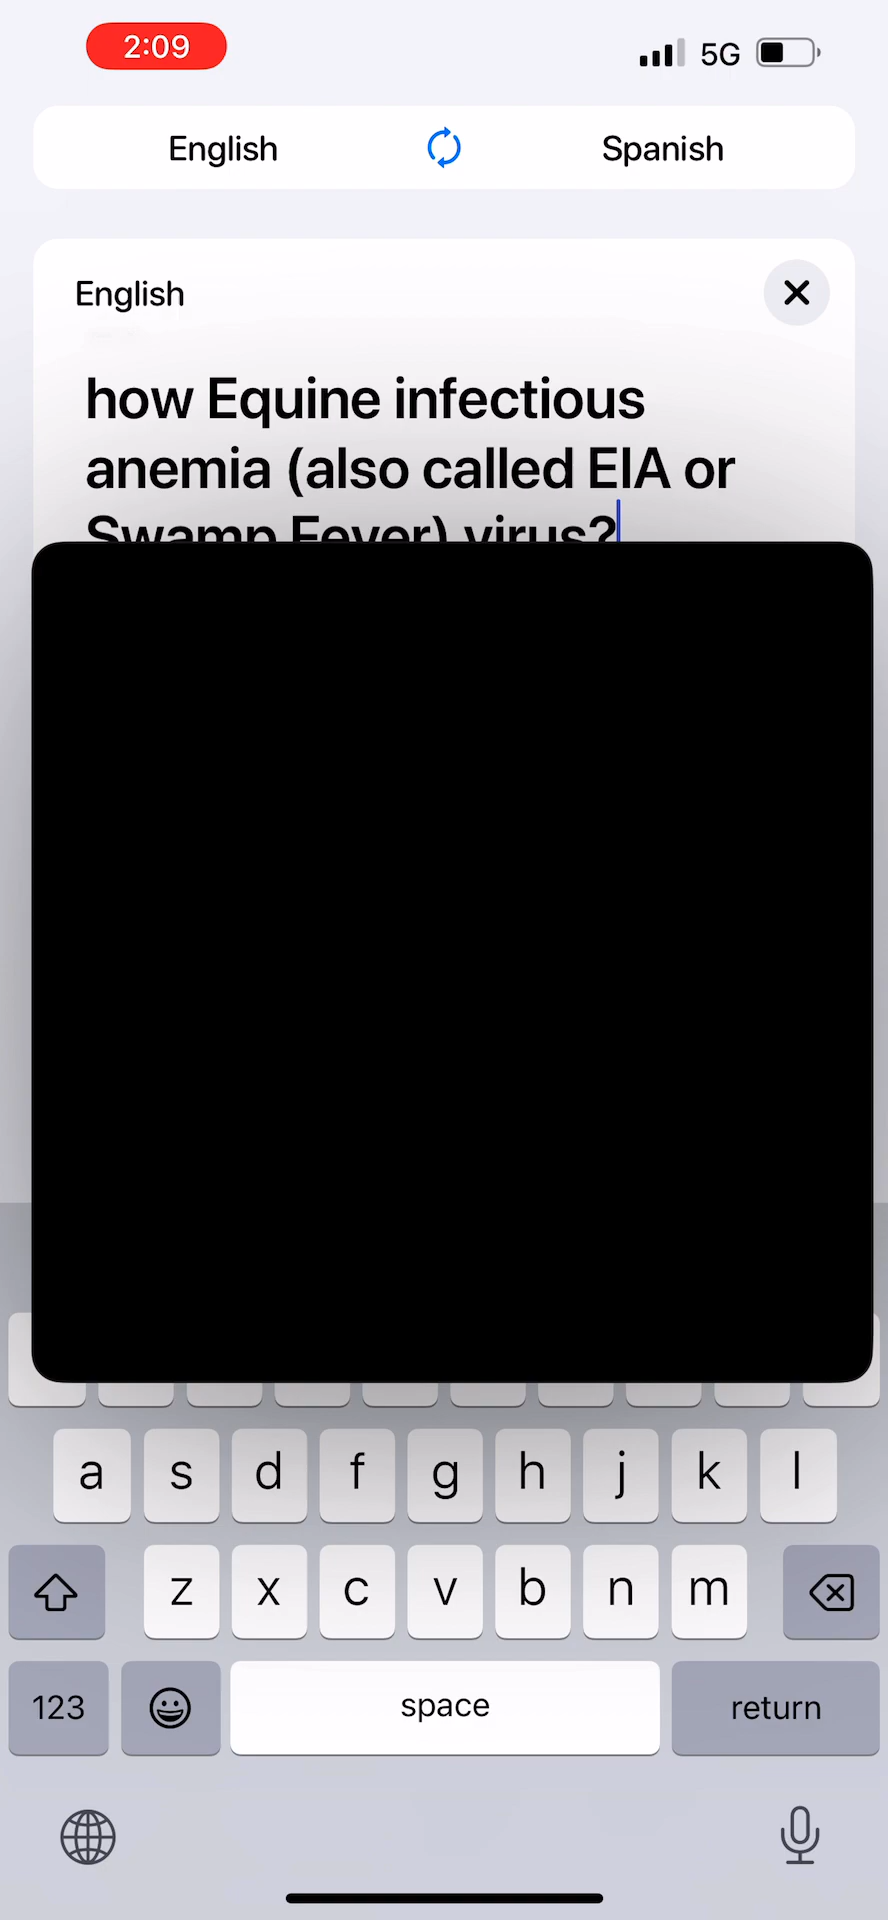 2:09
5G
English
Spanish
English
how Equine infectious
anemia (also called EIA or
Swamp Fever) virus?
a s d f g h j k l
z x c v b n m
123
space
return